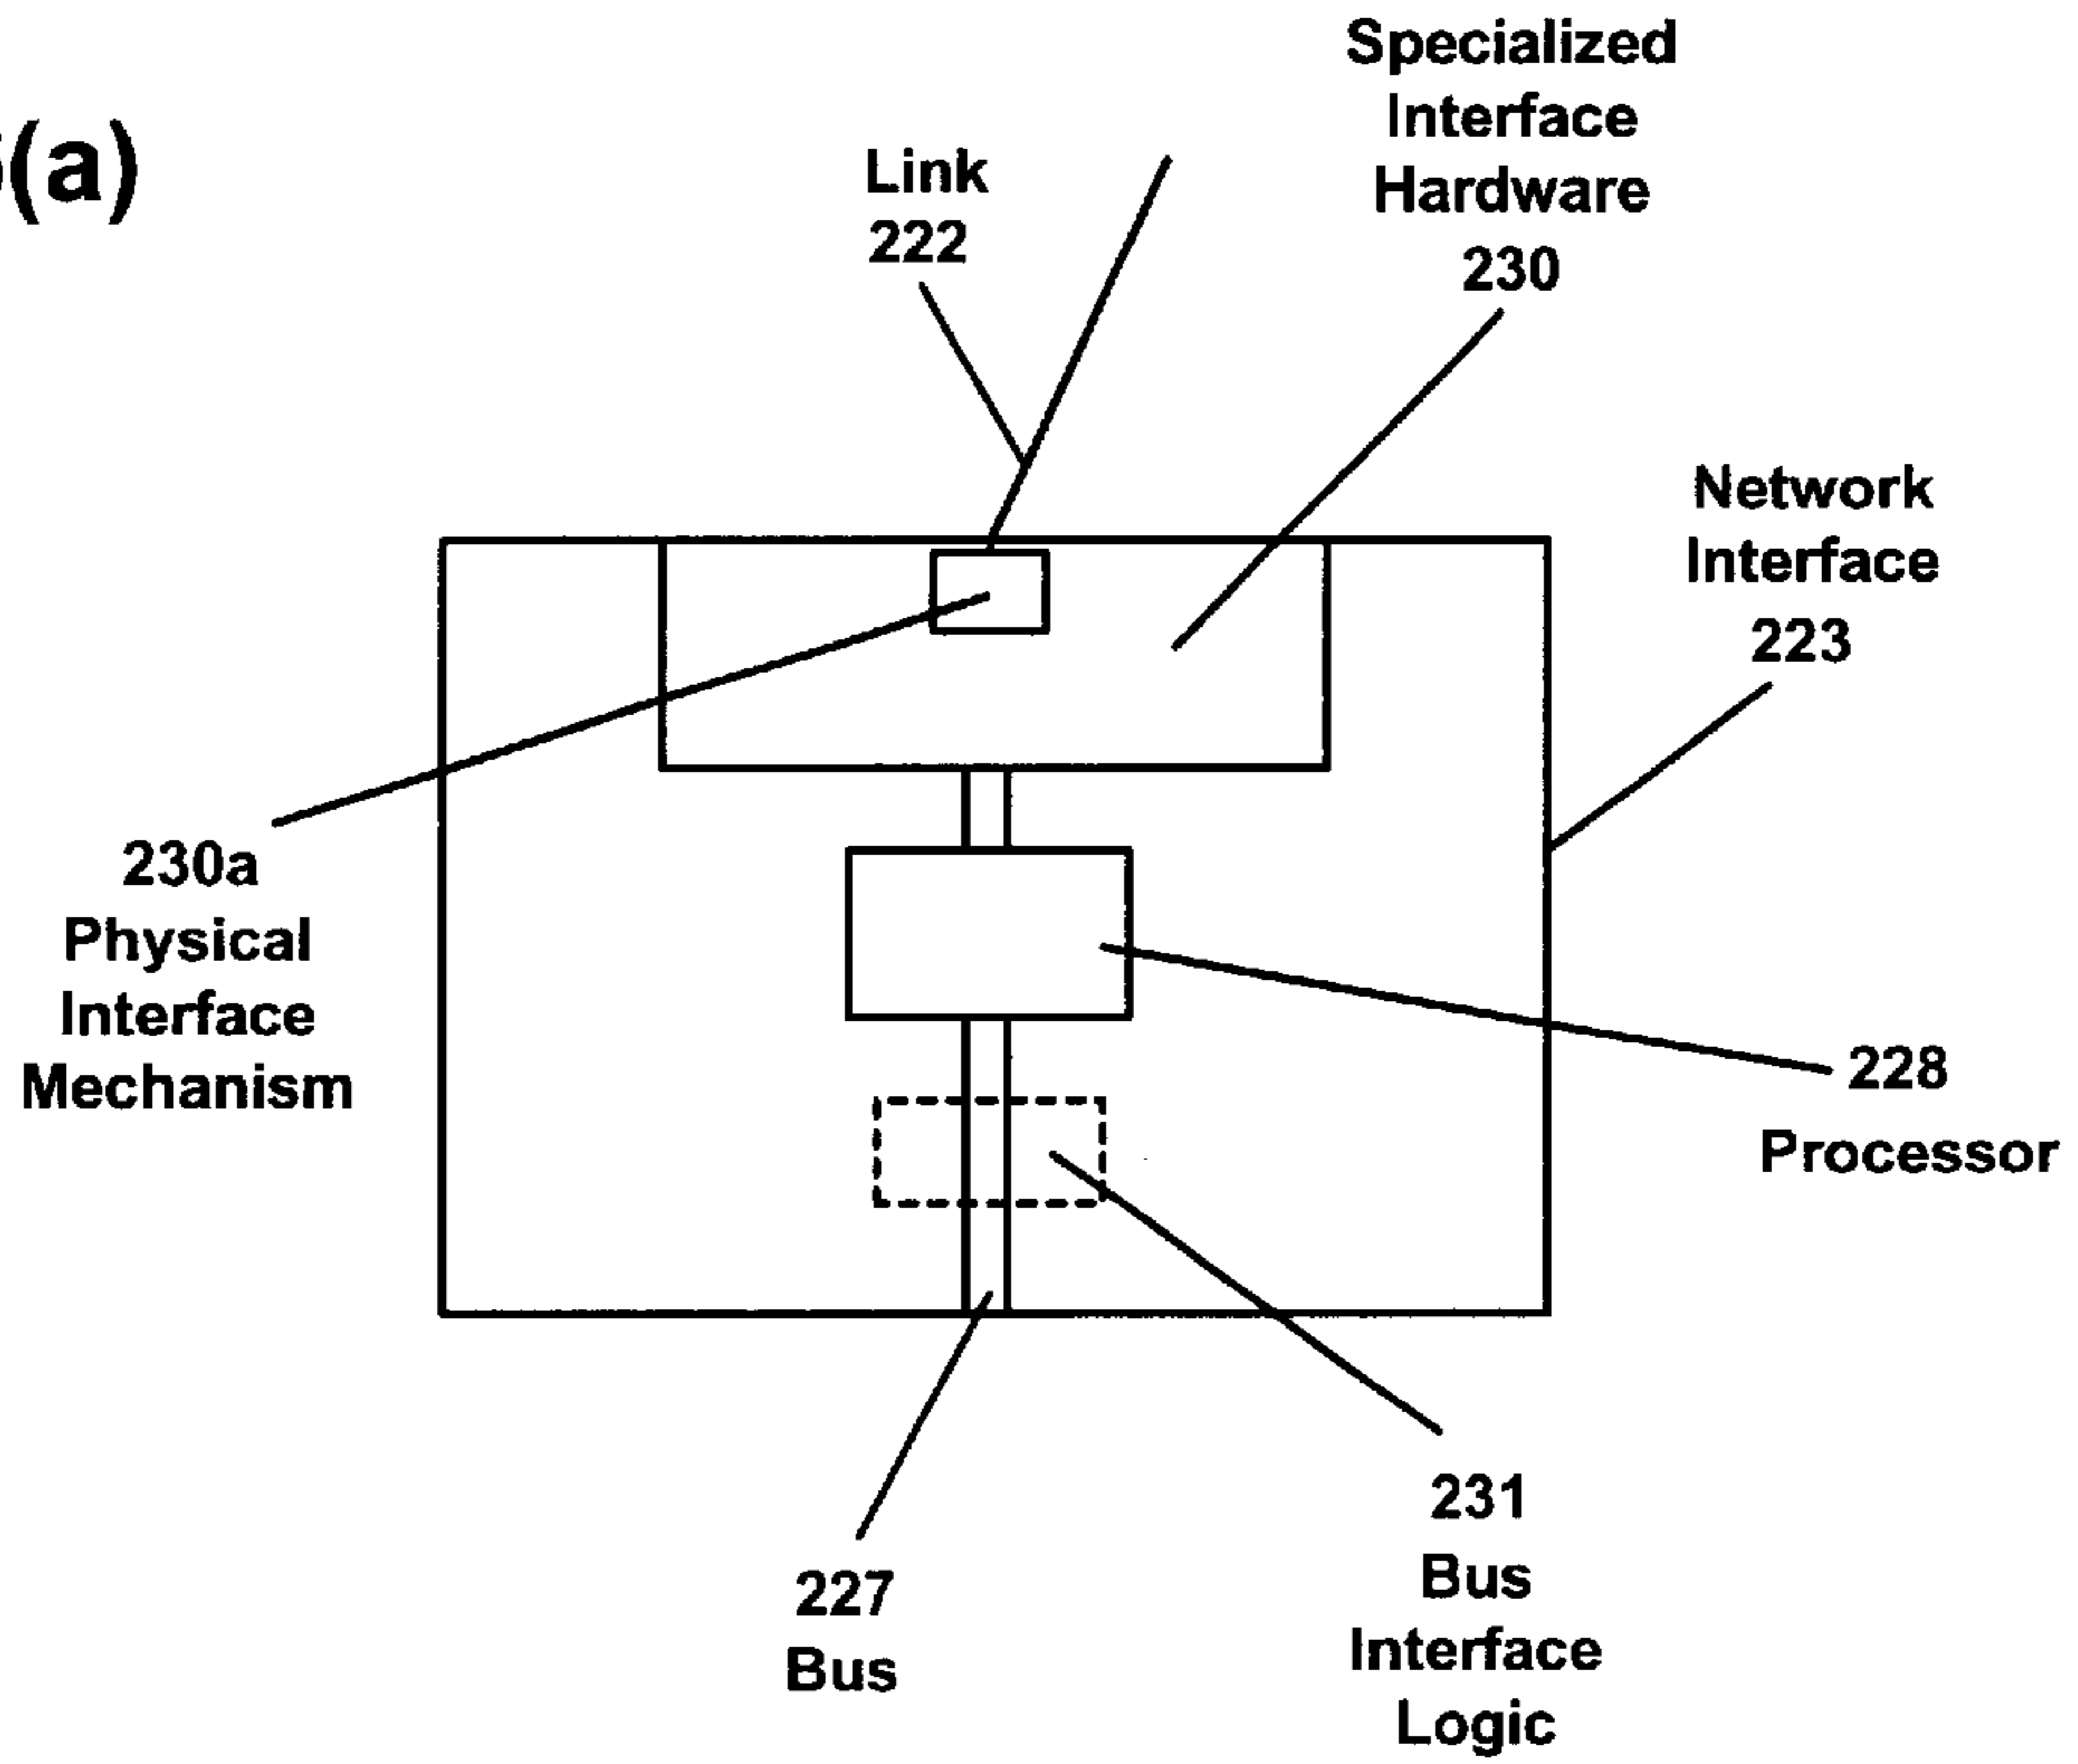 (a)
Specialized
Interface
Hardware
230
Link
222
Network
Interface
223
230a
Physical
Interface
Mechanism
228
Processor
231
Bus
Interface
Logic
227
Bus